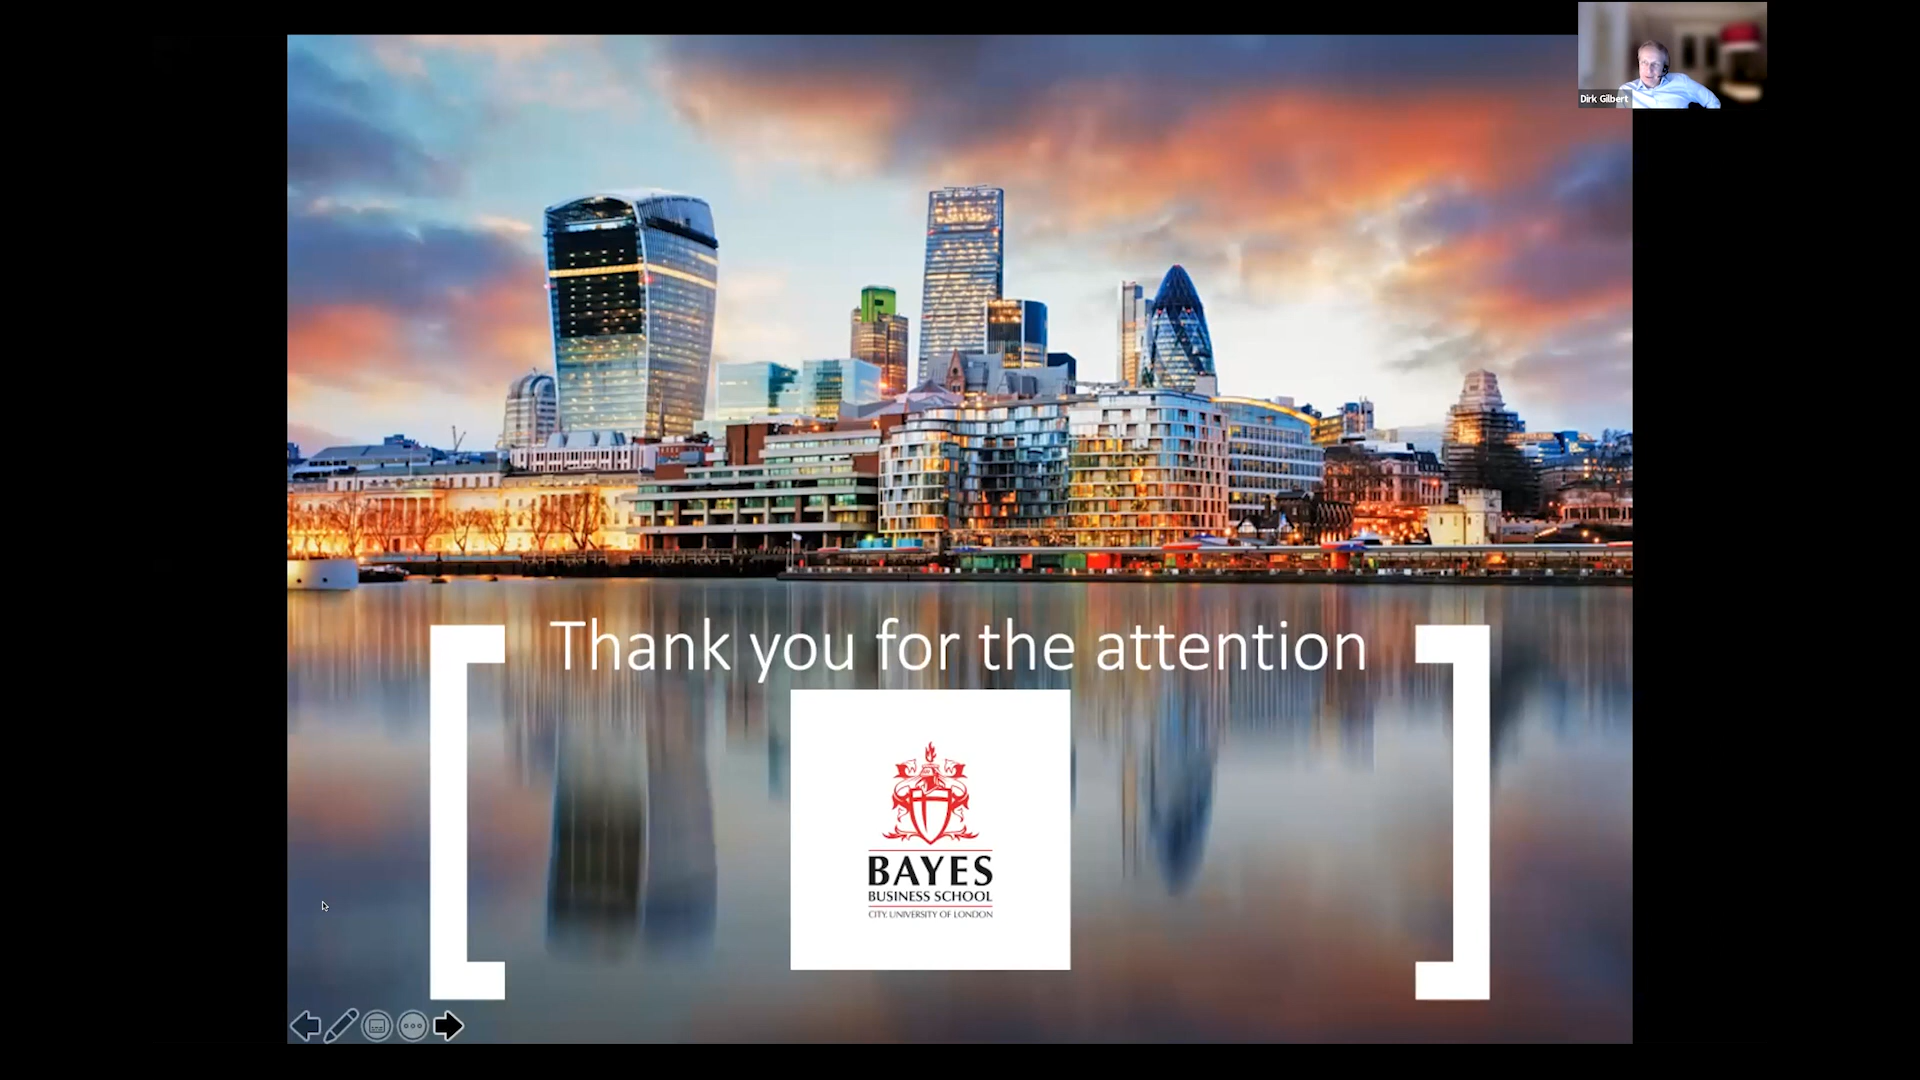 Dirk Gilbert
Thank you for the attention
BAYES
BUSINESS SCHOOL
CITY, UNIVERSITY OF LONDON